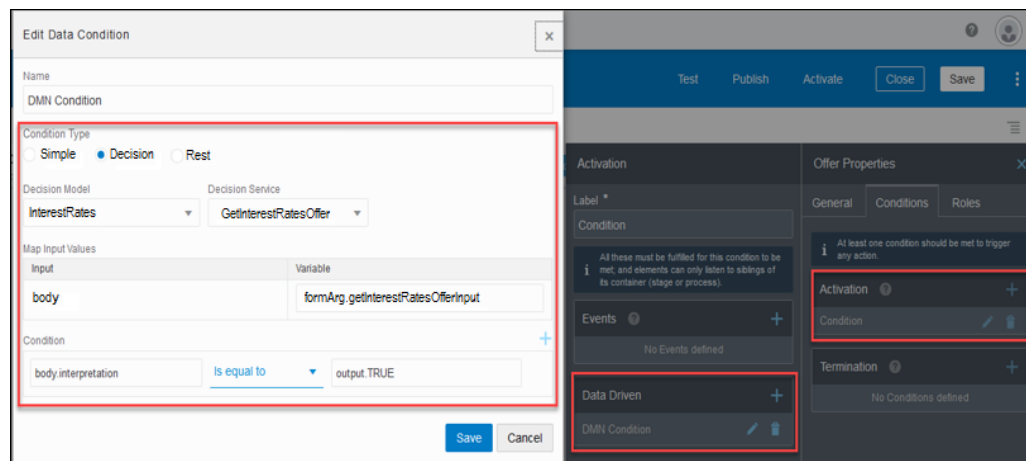 Edit Data Condition
Name
DMN Condition
Condition Type
Simple Decision Rest
Decision Model Decision Service
InterestRates GetInterestRatesOffer
Map Input Values
Input Variable
body formArg.getInterestRatesOfferInput
Condition
body.interpretation Is equal to output.TRUE
Save Cancel
Test Publish Activate Close Save
Activation
Label *
Condition
All these must be fulfilled for this condition to be
met, and elements can only listen to siblings of
its container (stage or process).
Events
No Events defined
Data Driven
DMN Condition
Offer Properties
General Conditions Roles
At least one condition should be met to trigger
any action.
Activation
Condition
Termination
No Conditions defined